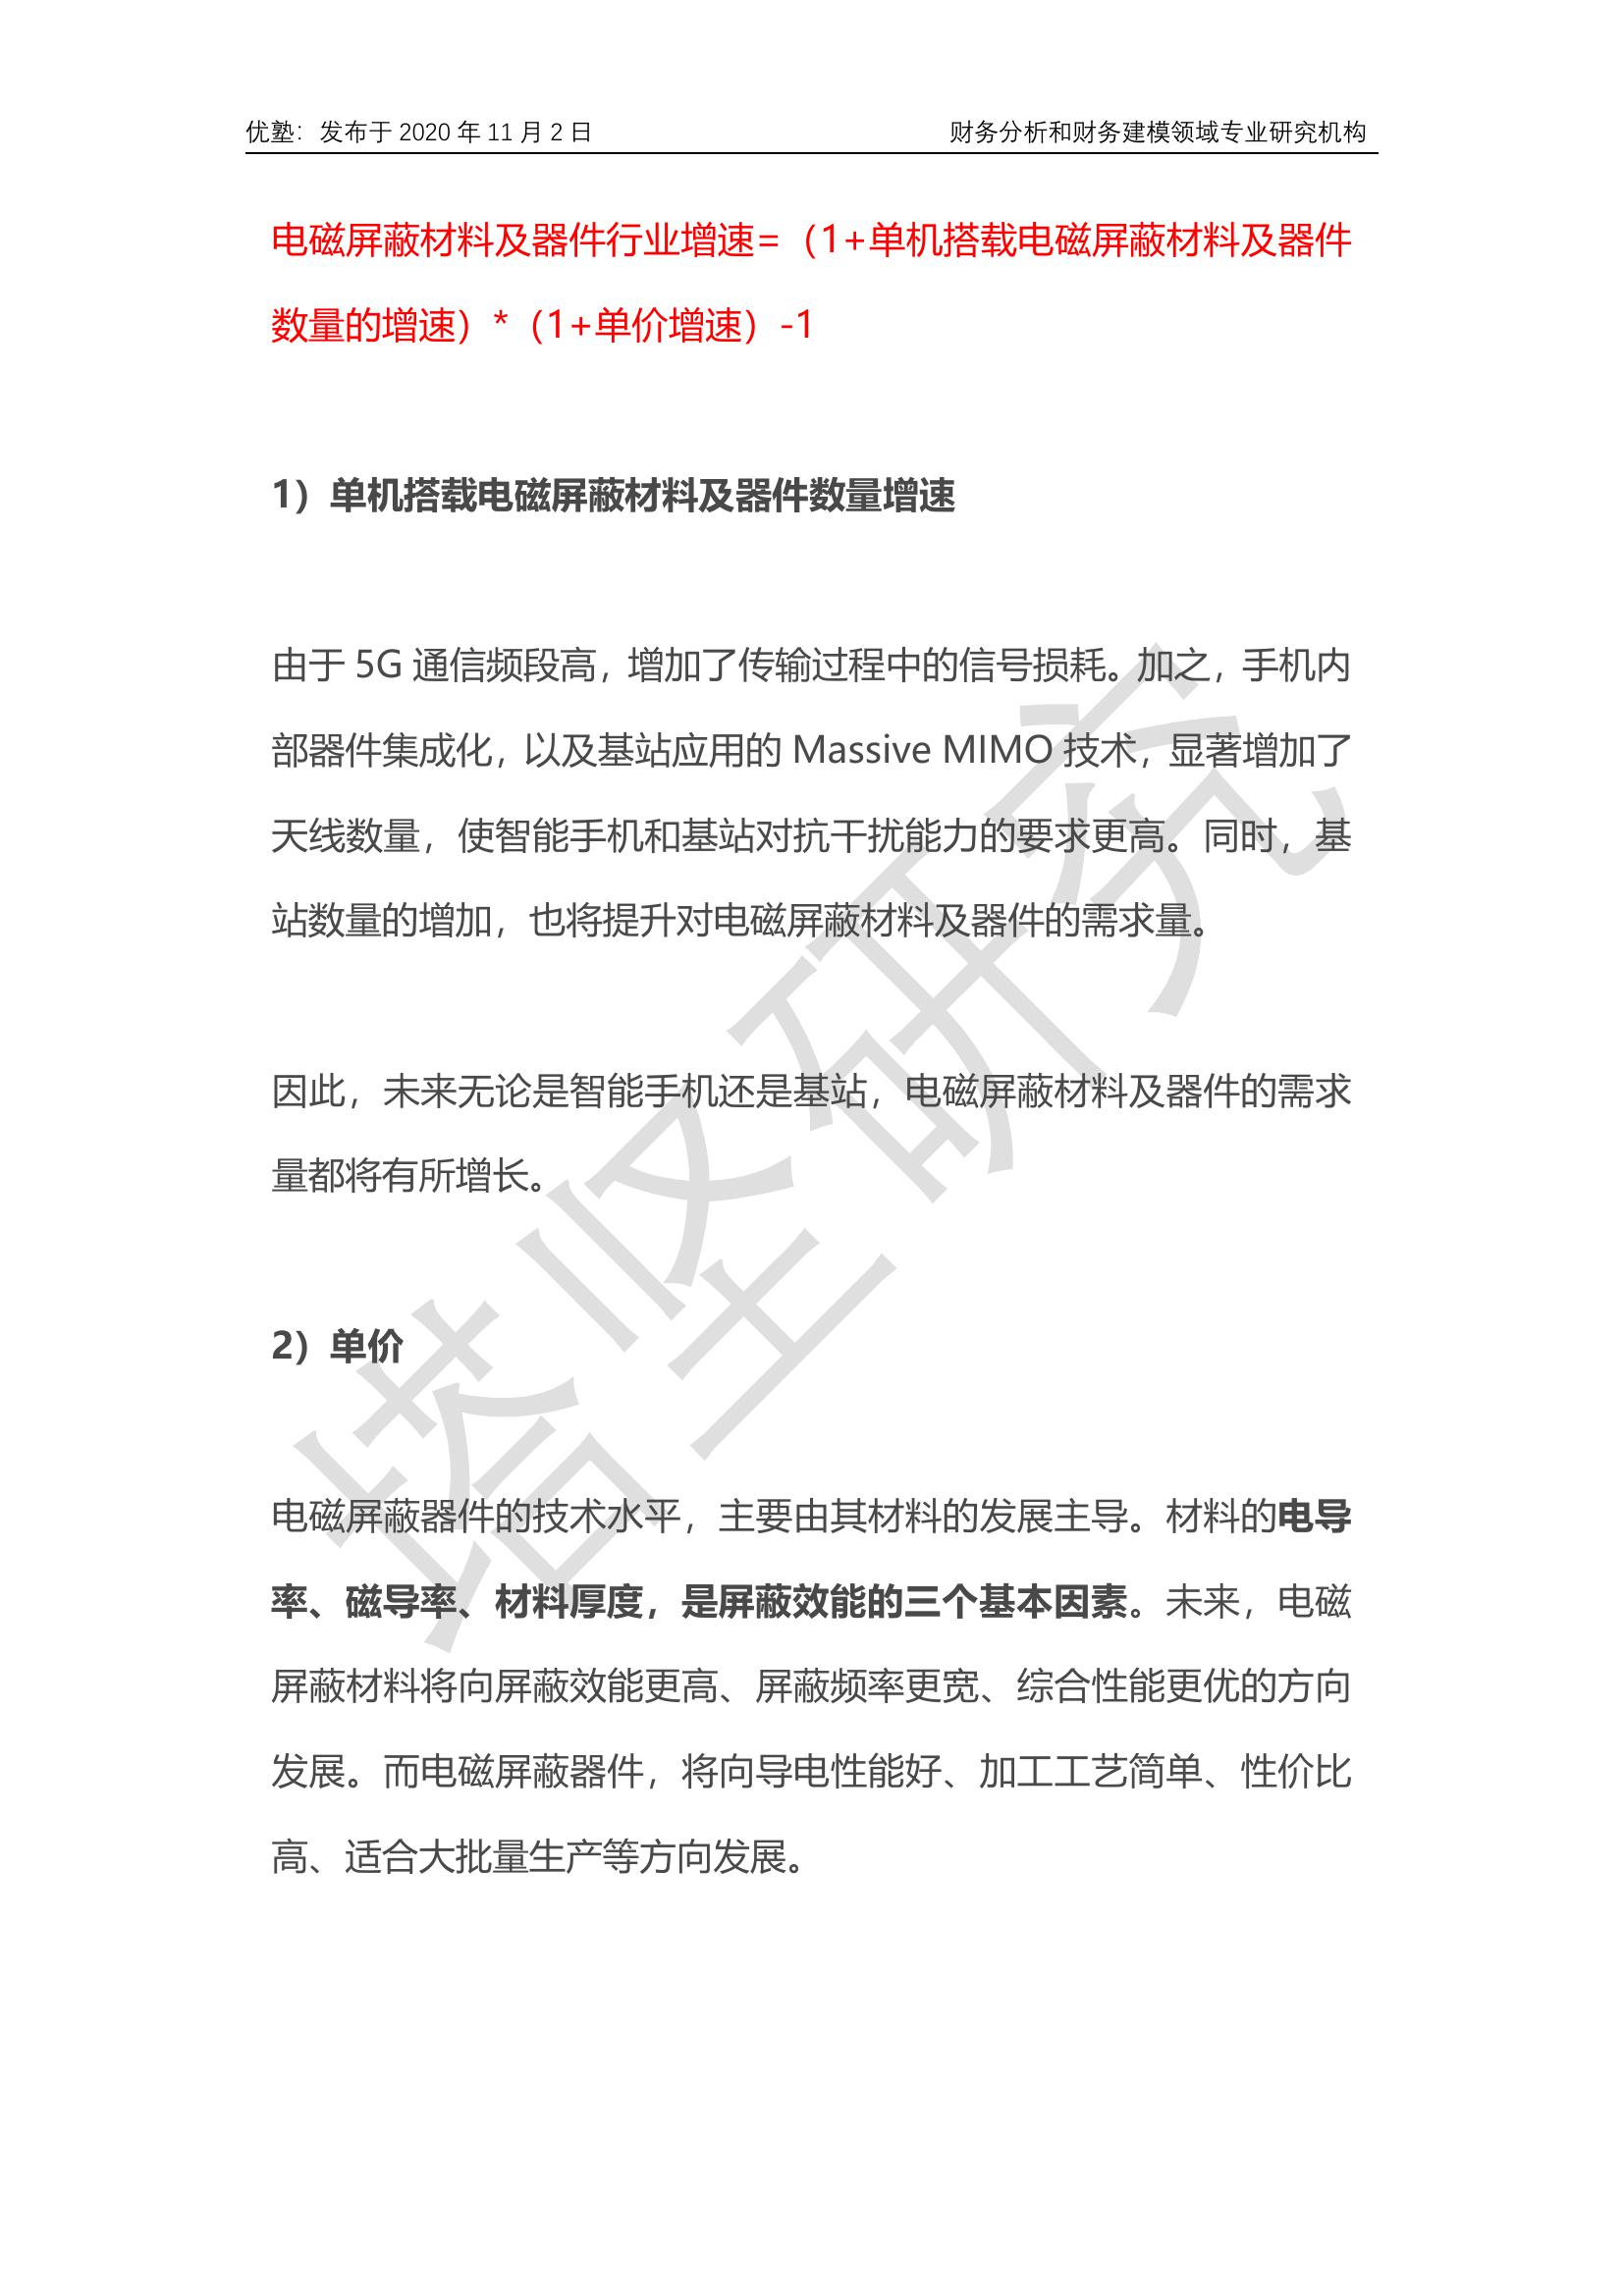 优塾：发布于 2020 年 11 月 2 日
财务分析和财务建模领域专业研究机构
电磁屏蔽材料及器件行业增速=（1+单机搭载电磁屏蔽材料及器件
数量的增速）*（1+单价增速）-1
1）单机搭载电磁屏蔽材料及器件数量增速
由于 5G 通信频段高，增加了传输过程中的信号损耗。加之，手机内
部器件集成化，以及基站应用的 Massive MIMO 技术，显著增加了
天线数量，使智能手机和基站对抗干扰能力的要求更高。同时，基
站数量的增加，也将提升对电磁屏蔽材料及器件的需求量。
因此，未来无论是智能手机还是基站，电磁屏蔽材料及器件的需求
量都将有所增长。
2）单价
电磁屏蔽器件的技术水平，主要由其材料的发展主导。材料的电导
率、磁导率、材料厚度，是屏蔽效能的三个基本因素。未来，电磁
屏蔽材料将向屏蔽效能更高、屏蔽频率更宽、综合性能更优的方向
发展。而电磁屏蔽器件，将向导电性能好、加工工艺简单、性价比
高、适合大批量生产等方向发展。
塔坚研究